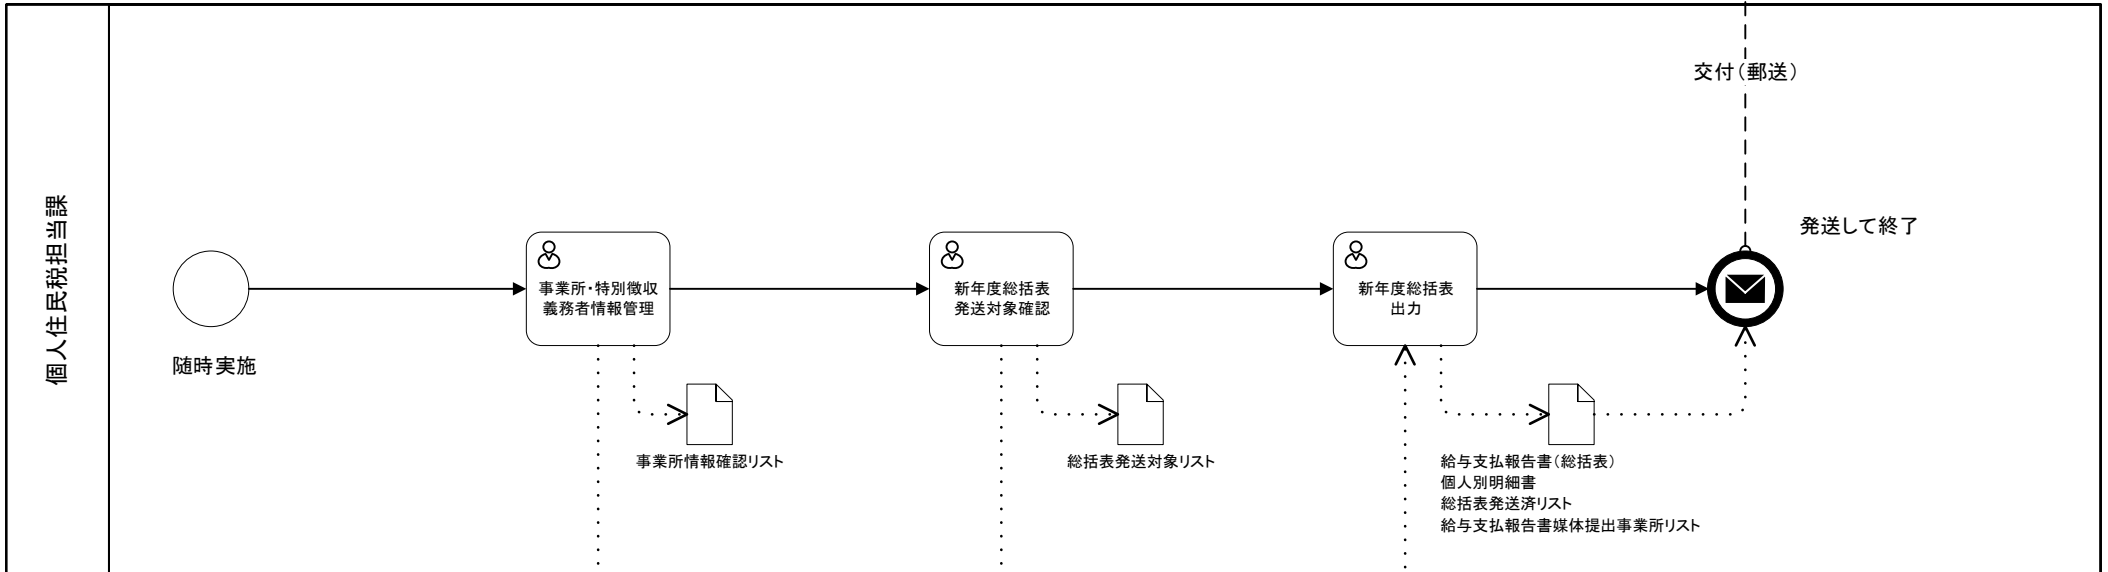 交付(郵送)
個人住民税担当課
発送して終了
随時実施
事業所・特別徴収
義務者情報管理
新年度総括表
発送対象確認
新年度総括表
出力
事業所情報確認リスト
総括表発送対象リスト
給与支払報告書(総括表)
個人別明細書
総括表発送済リスト
給与支払報告書媒体提出事業所リスト